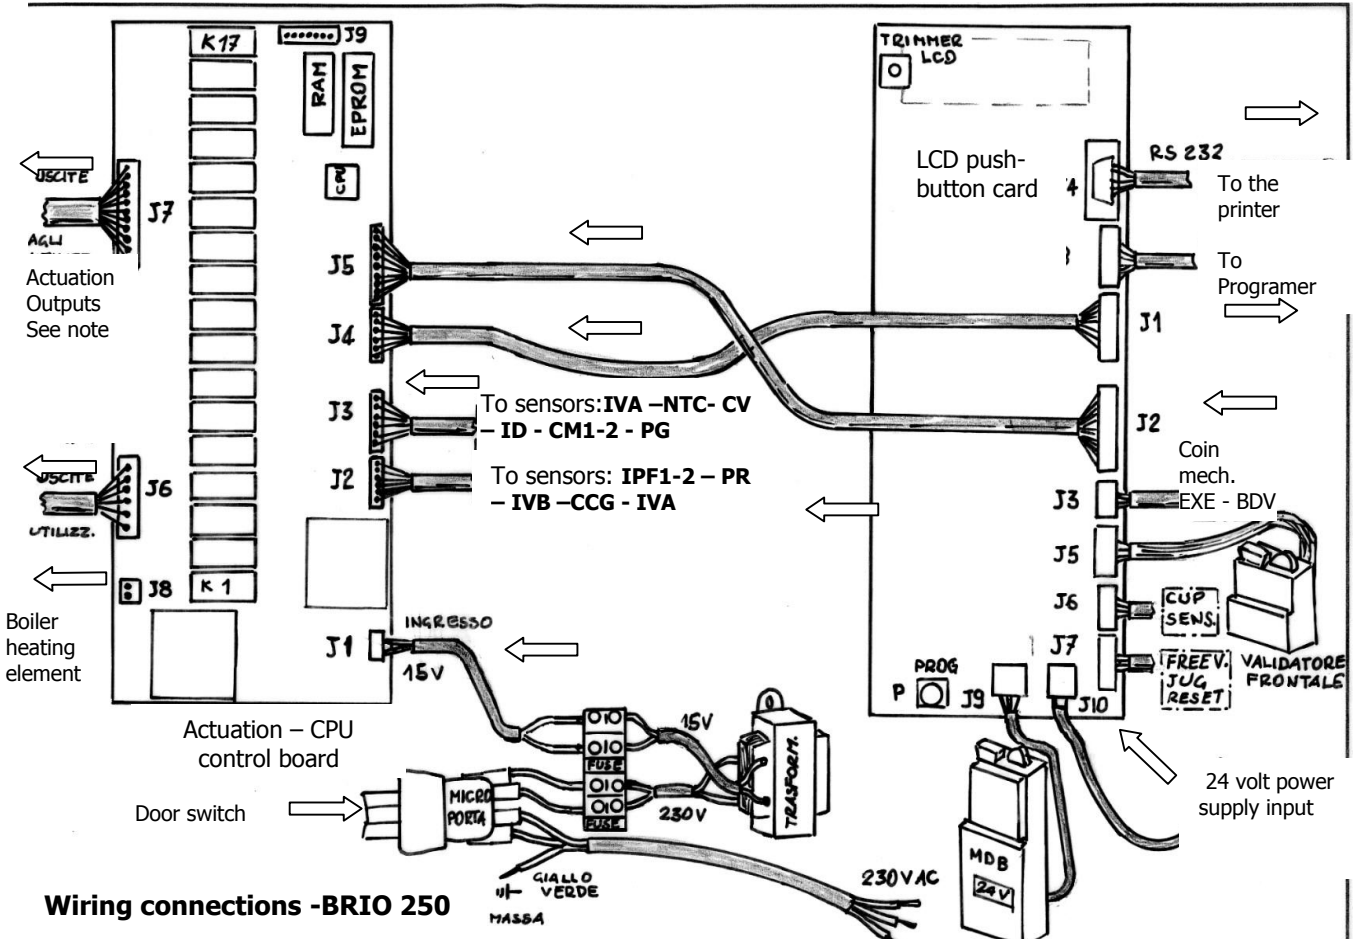 K17
J9
RAM
EPROM
CPU
USCITE
J7
AGLI
Actuation
Outputs
See note
J5
J4
J3
J2
USCITE
J6
UTILIZZ.
J8
K1
Boiler
heating
element
J1
INGRESSO
15V
Actuation – CPU
control board
To sensors:IVA –NTC- CV
– ID - CM1-2 - PG
To sensors: IPF1-2 – PR
– IVB –CCG - IVA
TRIMMER
LCD
LCD push-
button card
4
RS 232
To the
printer
To
Programer
J1
J2
Coin
mech.
EXE - BDV
J3
J5
J6
CUP
SENS.
J7
FREEV.
JUG
RESET
VALIDATORE
FRONTALE
PROG
P
J9
J10
24 volt power
supply input
15V
FUSE
FUSE
230V
TRASFORM.
Door switch
MICRO
PORTA
GIALLO
VERDE
MASSA
230VAC
MDB
24V
Wiring connections -BRIO 250